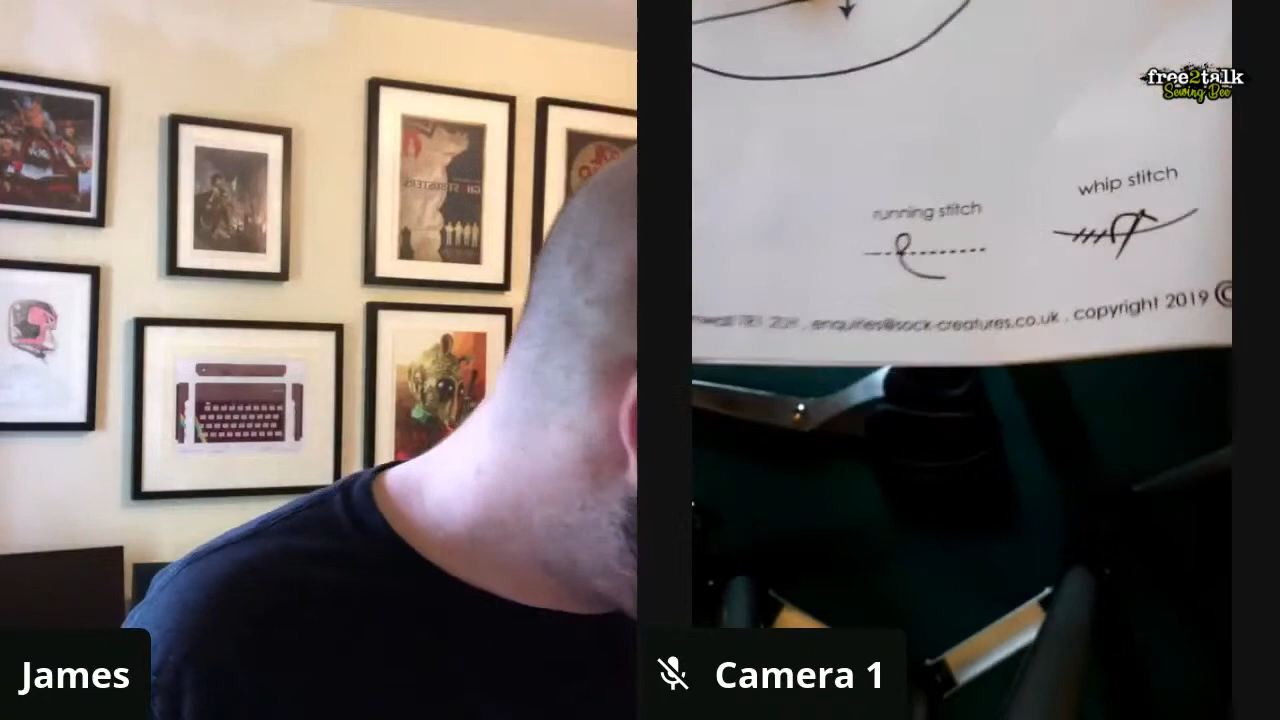 free2talk
Sewing Bee
whip stitch
running stitch
enquiries@sock-creatures.co.uk , copyright 2019 ©
James
Camera 1